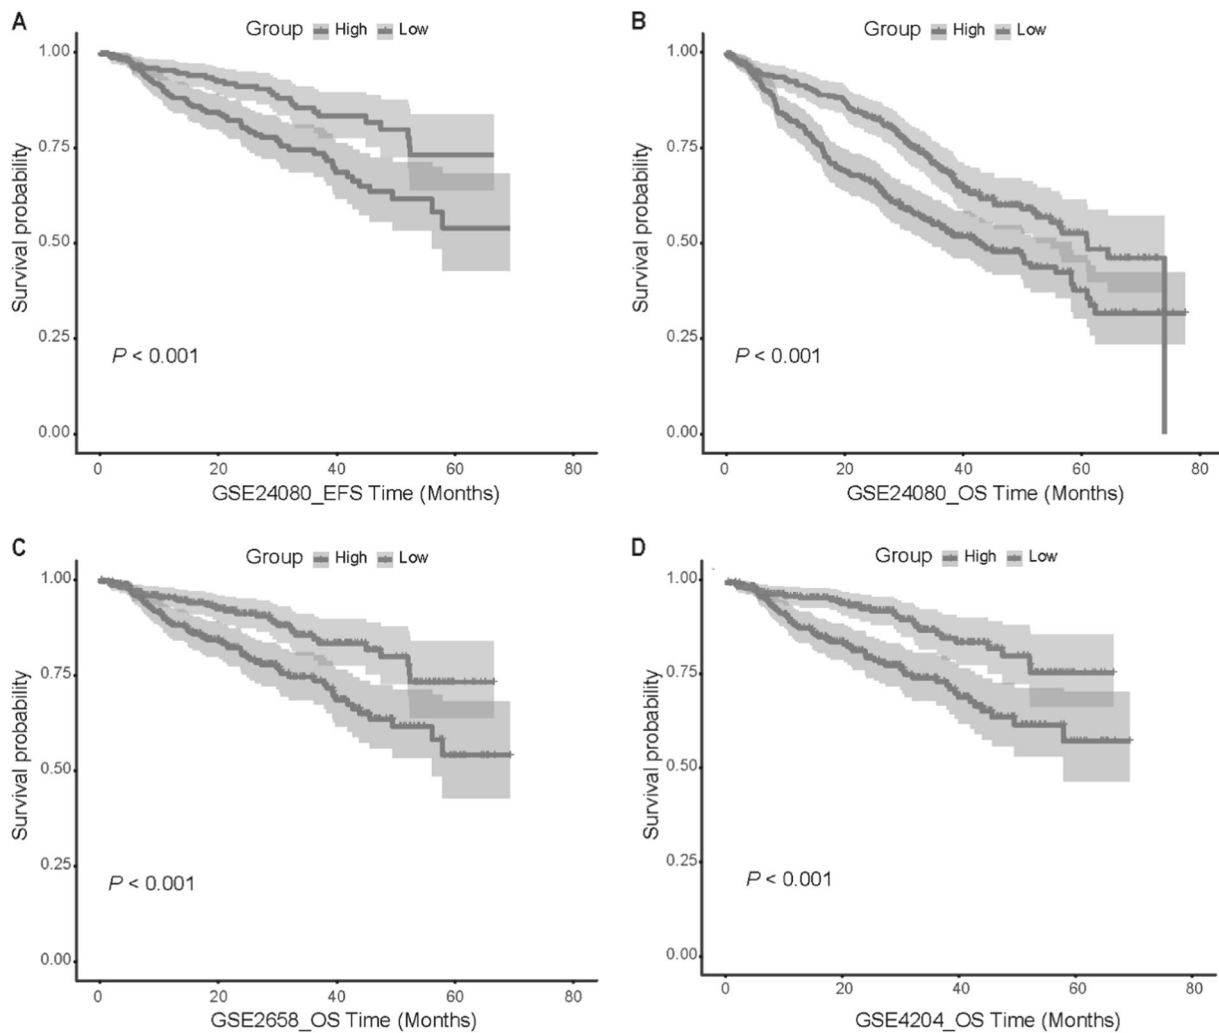 A
Group High Low
1.00
0.75
0.50
0.25
0.00
Survival probability
P < 0.001
0 20 40 60 80
GSE24080_EFS Time (Months)
B
Group High Low
1.00
0.75
0.50
0.25
0.00
Survival probability
P < 0.001
0 20 40 60 80
GSE24080_OS Time (Months)
C
Group High Low
1.00
0.75
0.50
0.25
0.00
Survival probability
P < 0.001
0 20 40 60 80
GSE2658_OS Time (Months)
D
Group High Low
1.00
0.75
0.50
0.25
0.00
Survival probability
P < 0.001
0 20 40 60 80
GSE4204_OS Time (Months)